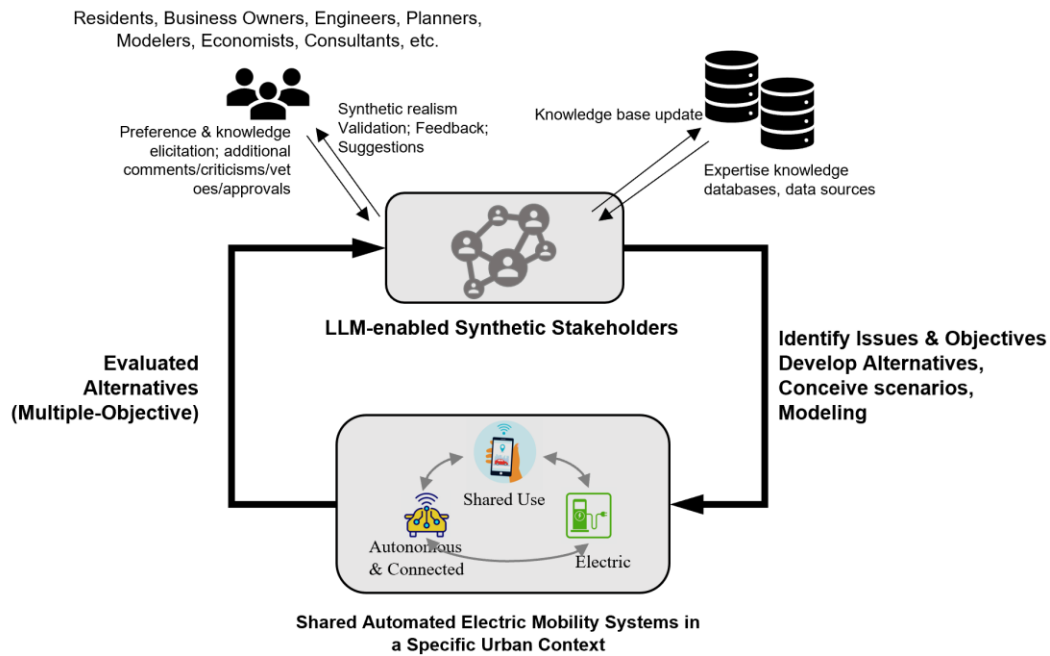 Residents, Business Owners, Engineers, Planners,
Modelers, Economists, Consultants, etc.
Synthetic realism
Validation; Feedback;
Suggestions
Preference & knowledge
elicitation; additional
comments/criticisms/vet
oes/approvals
Knowledge base update
Expertise knowledge
databases, data sources
LLM-enabled Synthetic Stakeholders
Evaluated
Alternatives
(Multiple-Objective)
Identify Issues & Objectives
Develop Alternatives,
Conceive scenarios,
Modeling
Shared Use
Autonomous
& Connected
Electric
Shared Automated Electric Mobility Systems in
a Specific Urban Context